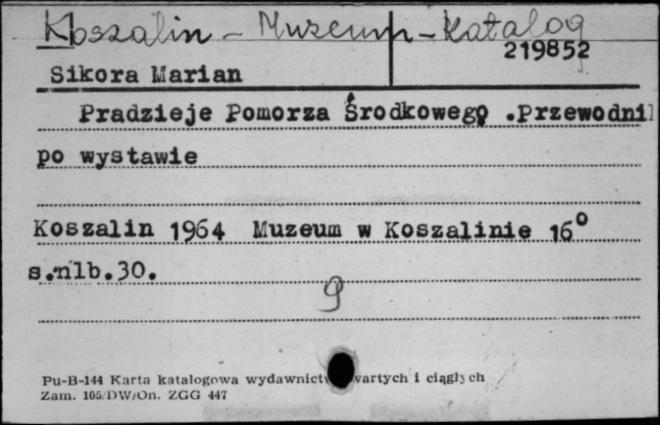 Koszalin - Muzeum - Katalog
219852
Sikora Marian
Pradzieje Pomorza Środkowego .Przewodni
po wystawie
Koszalin 1964 Muzeum w Koszalinie 16°
s.nlb.30.
9
Pu-B-144 Karta katalogowa wydawnict wartych i ciągłych
Zam. 105/DW/On. ZGG 447